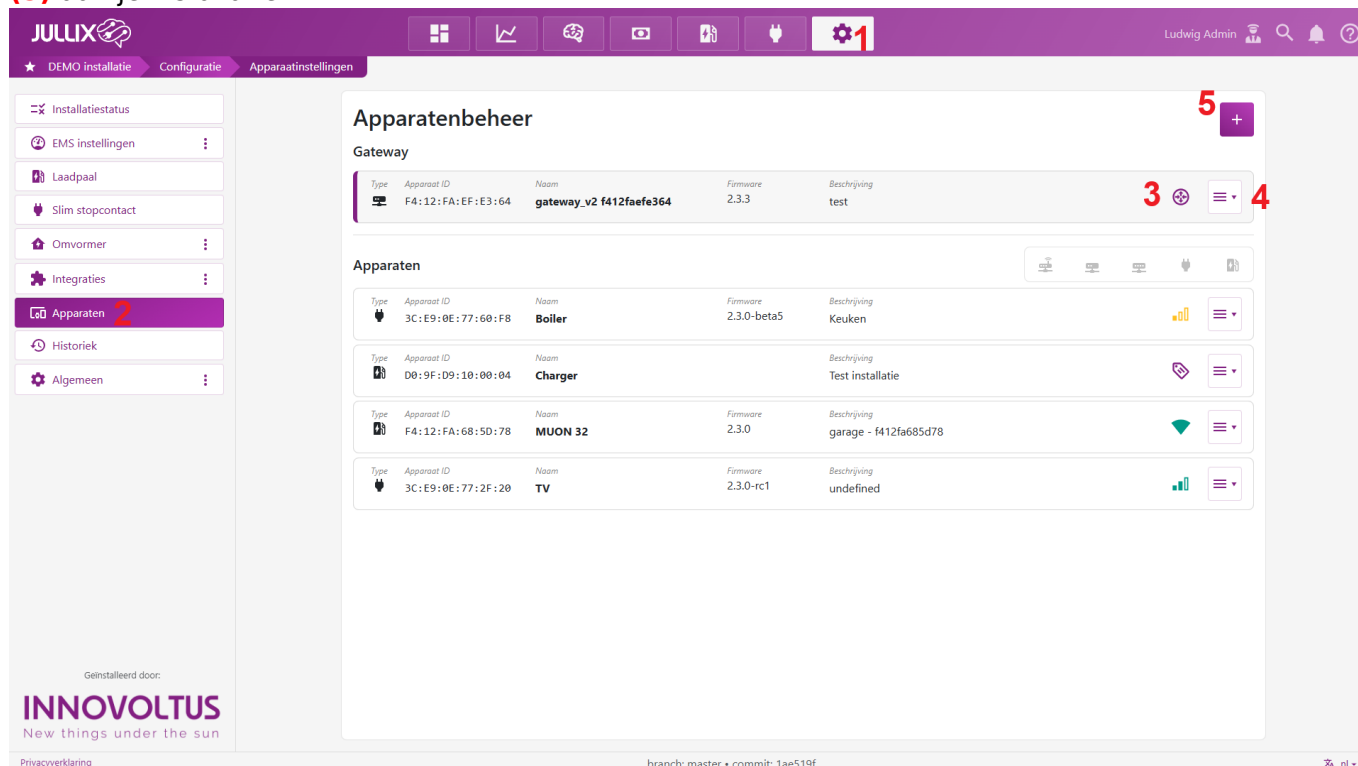 JULLIX
1
Ludwig Admin
DEMO installatie Configuratie Apparaatinstellingen
Installatiestatus
EMS instellingen
Laadpaal
Slim stopcontact
Omvormer
Integraties
Apparaten 2
Historiek
Algemeen
Geïnstalleerd door:
INNOVOLTUS
New things under the sun
Apparatenbeheer
5 +
Gateway
Type Apparaat ID Naam Firmware Beschrijving
F4:12:FA:EF:E3:64 gateway_v2 f412faefe364 2.3.3 test
3 4
Apparaten
Type Apparaat ID Naam Firmware Beschrijving
3C:E9:0E:77:60:F8 Boiler 2.3.0-beta5 Keuken
Type Apparaat ID Naam Beschrijving
D0:9F:D9:10:00:04 Charger Test installatie
Type Apparaat ID Naam Firmware Beschrijving
F4:12:FA:68:5D:78 MUON 32 2.3.0 garage - f412fa685d78
Type Apparaat ID Naam Firmware Beschrijving
3C:E9:0E:77:2F:20 TV 2.3.0-rc1 undefined
Privacyverklaring
branch: master • commit: 1ae519f
nl